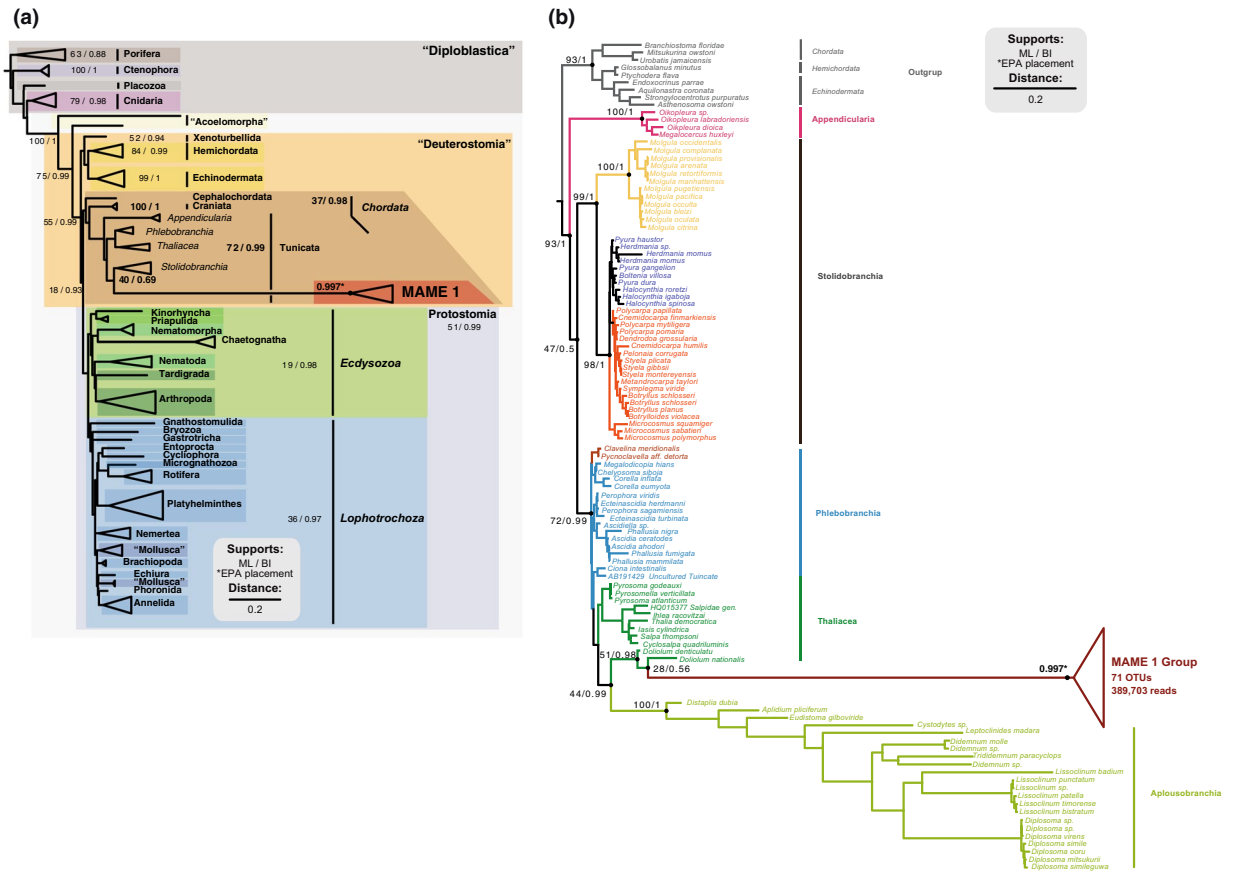 (a)
63 / 0.88 Porifera
"Diploblastica"
100 / 1 Ctenophora
Placozoa
79 / 0.98 Cnidaria
"Acoelomorpha"
100 / 1
52 / 0.94 Xenoturbellida
"Deuterostomia"
84 / 0.99 Hemichordata
75/0.99
99 / 1 Echinodermata
Cephalochordata
37/ 0.98
100 / 1 Craniata
Chordata
Appendicularia
55 / 0.99
Phlebobranchia
Thaliacea
72/0.99 Tunicata
Stolidobranchia
40 / 0.69
18 / 0.93
0.997*
MAME 1
Kinorhyncha
Priapulida
Nematomorpha
Chaetognatha
Protostomia
51/ 0.99
Nematoda
19 / 0.98
Ecdysozoa
Tardigrada
Arthropoda
Gnathostomulida
Bryozoa
Gastrotricha
Entoprocta
Cycliophora
Micrognathozoa
Rotifera
Platyhelminthes
36 / 0.97
Lophotrochoza
Nemertea
"Mollusca"
Brachiopoda
Echiura
"Mollusca"
Phoronida
Annelida
Supports:
ML / BI
*EPA placement
Distance:
0.2
(b)
Supports:
ML / BI
*EPA placement
Distance:
0.2
93/1
Branchiostoma floridae
Mitsukurina owstoni
Urobatis jamaicensis
Glossobalanus minutus
Ptychodera flava
Endoxocinus parrae
Aquilonastra coronata
Strongylocentrotus purpuratus
Asthenosoma owstoni
Chordata
Hemichordata
Echinodermata
Outgrup
100/1
Oikopleura sp.
Oikopleura labradoriensis
Oikpleura dioica
Megalocercus huxleyi
Appendicularia
Molgula occidentalis
Molgula complanata
Molgula provisionalis
Molgula arenata
Molgula retortiformis
Molgula manhattensis
Molgula pugetiensis
Molgula pacifica
Molgula occulta
Molgula bleizi
Molgula oculata
Molgula citrina
100/1
99/1
93/1
Pyura haustor
Herdmania sp.
Herdmania momus
Herdmania momus
Pyura gangelion
Boltenia villosa
Pyura dura
Halocynthia roretzi
Halocynthia igaboja
Halocynthia spinosa
Stolidobranchia
Polycarpa papillata
Cnemidocarpa finmarkiensis
Polycarpa mytiligera
Polycarpa pomaria
Dendrodoa grossularia
Cnemidocarpa humilis
Pelonaia corrugata
Styela plicata
Styela gibbsii
Styela montereyensis
Metandrocarpa taylori
Symplegma viride
Botryllus schlosseri
Botryllus schlosseri
Botryllus planus
Botrylloides violacea
Microcosmus squamiger
Microcosmus sabatieri
Microcosmus polymorphus
47/0.5
98/1
Clavelina meridionalis
Pycnoclavella aff. detorta
Megalodicopia hians
Chelyosoma siboja
Corella inflata
Corella eumyota
Perophora viridis
Ecteinascidia herdmanni
Perophora sagamiensis
Ecteinascidia turbinata
Ascidiella sp.
Phallusia nigra
Ascidia ceratodes
Ascidia ahodori
Phallusia fumigata
Phallusia mammilata
Ciona intestinalis
AB191429 Uncultured Tuincate
Phlebobranchia
72/0.99
Pyrosoma godeauxi
Pyrosomella verticillata
Pyrosoma atlanticum
HQ015377 Salpidae gen.
Ihlea racovitzai
Thalia democratica
Iasis cylindrica
Salpa thompsoni
Cyclosalpa quadriluminis
Doliolum denticulatu
Doliolum nationalis
Thaliacea
51/0.98
28/0.56
44/0.99
0.997*
MAME 1 Group
71 OTUs
389,703 reads
100/1
Distaplia dubia
Aplidium pliciferum
Eudistoma gilboviride
Cystodytes sp.
Leptoclinides madara
Didemnum molle
Didemnum sp.
Trididemnum paracyclops
Didemnum sp.
Lissoclinum badium
Lissoclinum punctatum
Lissoclinum sp.
Lissoclinum patella
Lissoclinum timorense
Lissoclinum bistratum
Diplosoma sp.
Diplosoma sp.
Diplosoma virens
Diplosoma simile
Diplosoma ooru
Diplosoma mitsukurii
Diplosoma simileguwa
Aplousobranchia